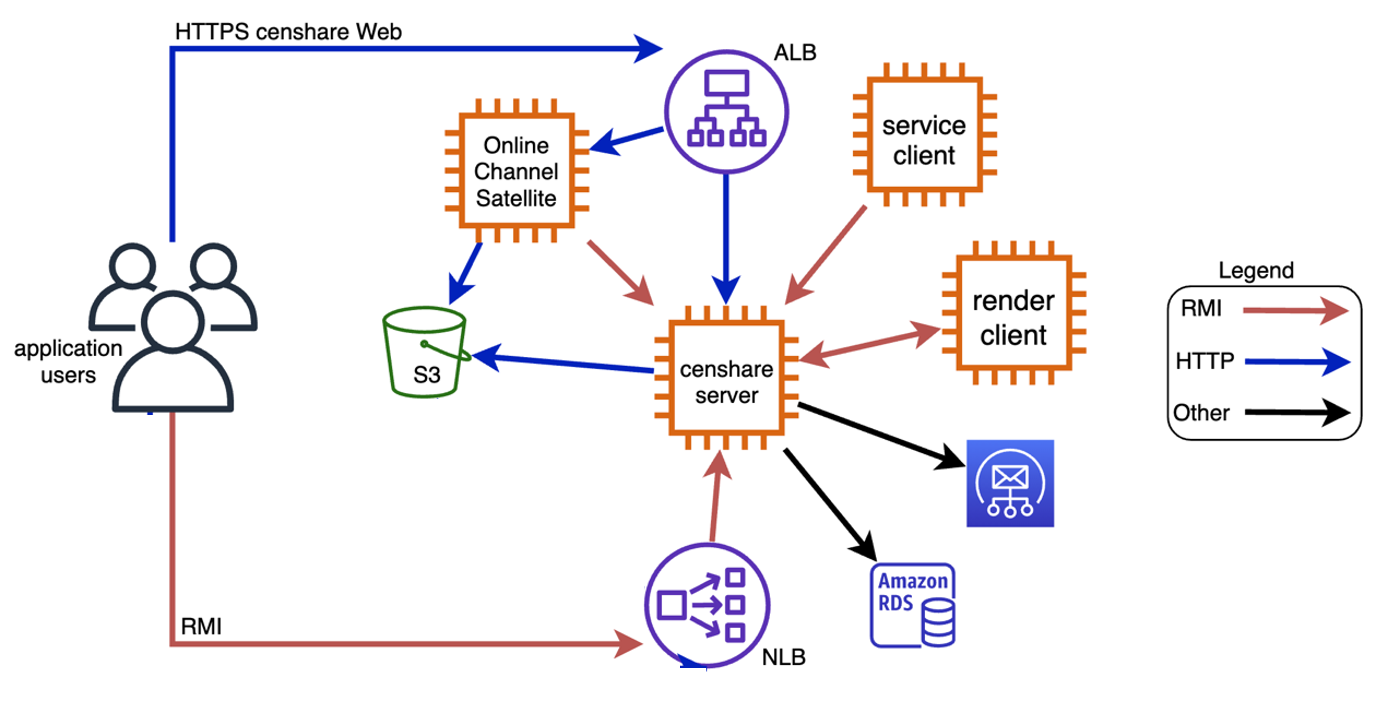 HTTPS censhare Web
ALB
Online
Channel
Satellite
service
client
application
users
S3
censhare
server
render
client
Legend
RMI
HTTP
Other
Amazon
RDS
RMI
NLB